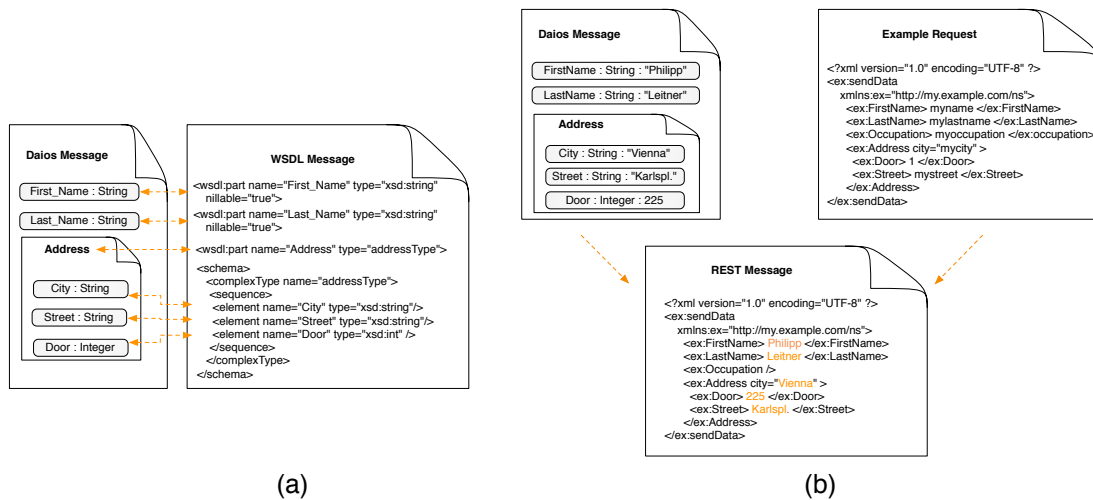 Daios Message
First_Name : String
Last_Name : String
Address
City : String
Street : String
Door : Integer
WSDL Message
<wsdl:part name="First_Name" type="xsd:string"
nillable="true">
<wsdl:part name="Last_Name" type="xsd:string"
nillable="true">
<wsdl:part name="Address" type="addressType">
<schema>
<complexType name="addressType">
<sequence>
<element name="City" type="xsd:string"/>
<element name="Street" type="xsd:string"/>
<element name="Door" type="xsd:int" />
</sequence>
</complexType>
</schema>
(a)
Daios Message
FirstName : String : "Philipp"
LastName : String : "Leitner"
Address
City : String : "Vienna"
Street : String : "Karlspl."
Door : Integer : 225
Example Request
<?xml version="1.0" encoding="UTF-8" ?>
<ex:sendData
xmlns:ex="http://my.example.com/ns">
<ex:FirstName> myname </ex:FirstName>
<ex:LastName> mylastname </ex:LastName>
<ex:Occupation> myoccupation </ex:occupation>
<ex:Address city="mycity" >
<ex:Door> 1 </ex:Door>
<ex:Street> mystreet </ex:Street>
</ex:Address>
</ex:sendData>
REST Message
<?xml version="1.0" encoding="UTF-8" ?>
<ex:sendData
xmlns:ex="http://my.example.com/ns">
<ex:FirstName> Philipp </ex:FirstName>
<ex:LastName> Leitner </ex:LastName>
<ex:Occupation />
<ex:Address city="Vienna" >
<ex:Door> 225 </ex:Door>
<ex:Street> Karlspl. </ex:Street>
</ex:Address>
</ex:sendData>
(b)